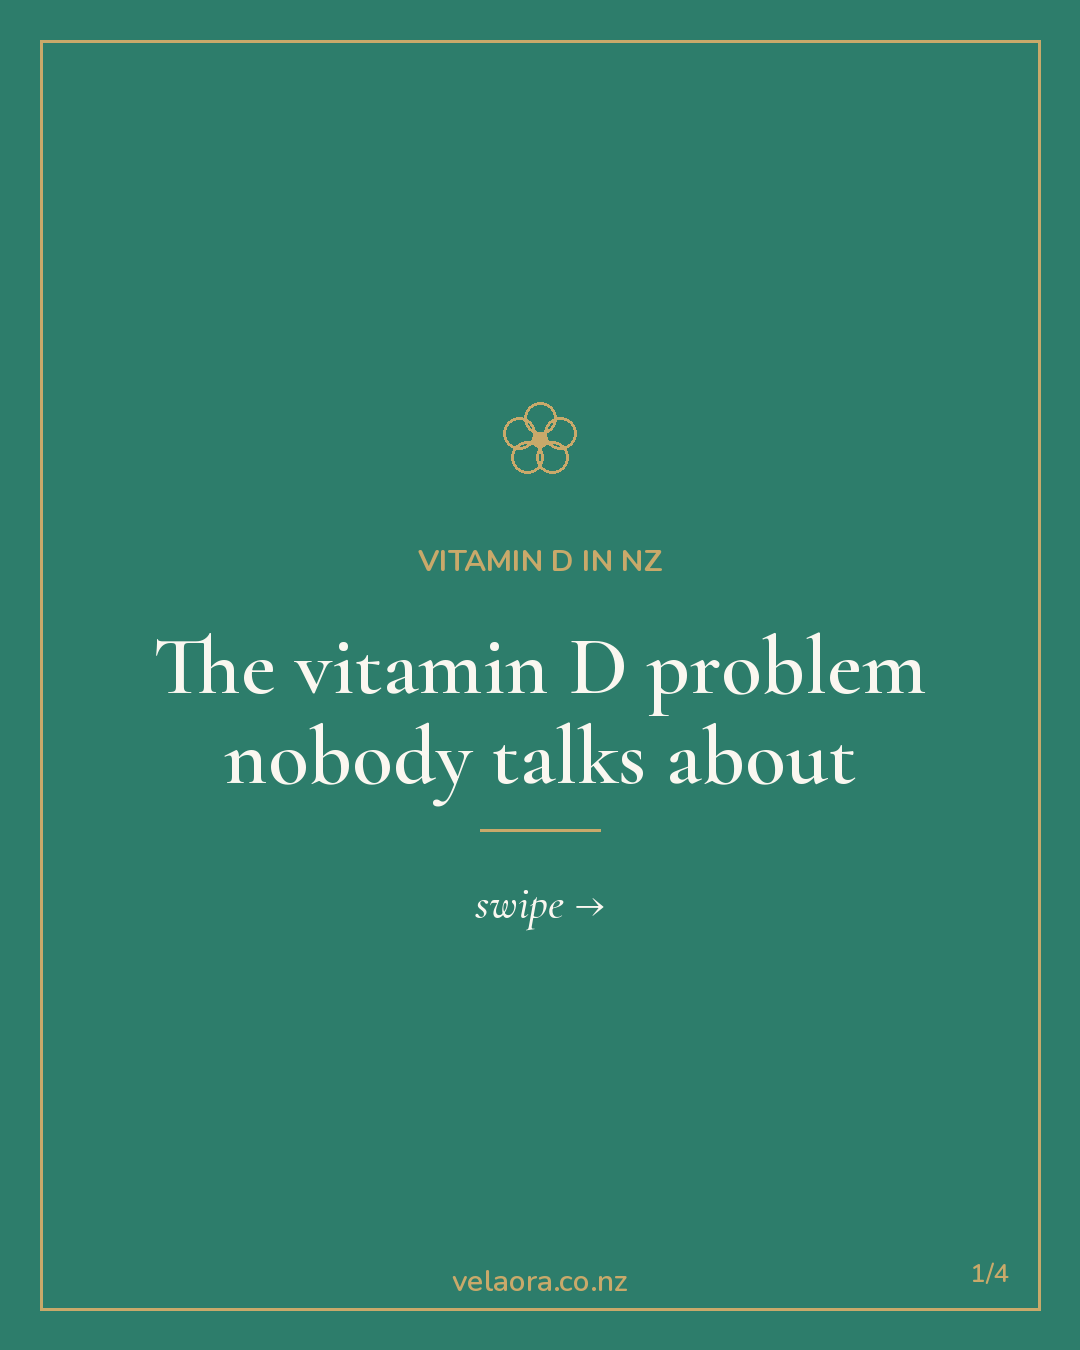 VITAMIN D IN NZ
The vitamin D problem
nobody talks about
swipe →
velaora.co.nz
1/4